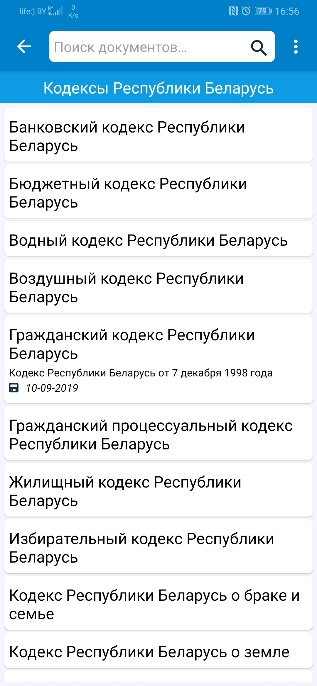 life:) BY
0
K/s
79
16:56
Поиск документов...
Кодексы Республики Беларусь
Банковский кодекс Республики
Беларусь
Бюджетный кодекс Республики
Беларусь
Водный кодекс Республики Беларусь
Воздушный кодекс Республики
Беларусь
Гражданский кодекс Республики
Беларусь
Кодекс Республики Беларусь от 7 декабря 1998 года
10-09-2019
Гражданский процессуальный кодекс
Республики Беларусь
Жилищный кодекс Республики
Беларусь
Избирательный кодекс Республики
Беларусь
Кодекс Республики Беларусь о браке и
семье
Кодекс Республики Беларусь о земле